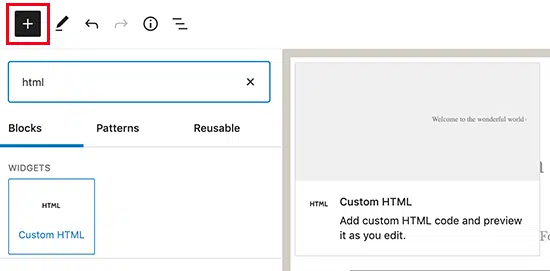 html
Blocks Patterns Reusable
WIDGETS
HTML
Custom HTML
Welcome to the wonderful world
HTML Custom HTML
Add custom HTML code and preview
it as you edit.